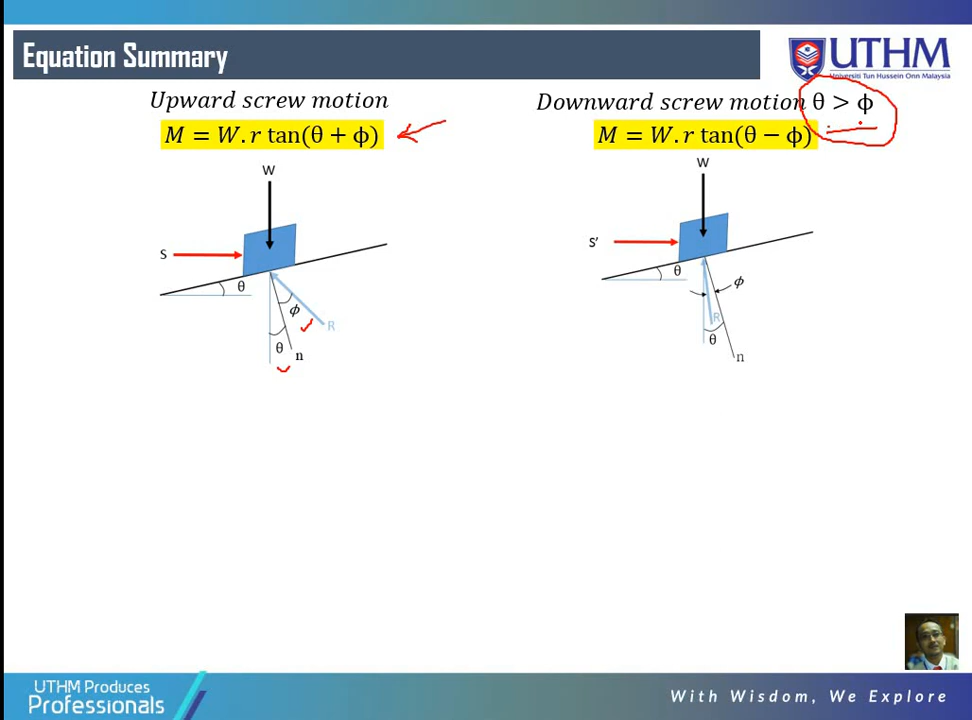 Equation Summary
UTHM
Universiti Tun Hussein Onn Malaysia
Upward screw motion
M = W. r tan(θ + ϕ)
W
S
θ
ϕ
R
θ
n
Downward screw motion θ > ϕ
M = W. r tan(θ − ϕ)
W
S'
θ
ϕ
R
θ
n
UTHM Produces
Professionals
With Wisdom, We Explore